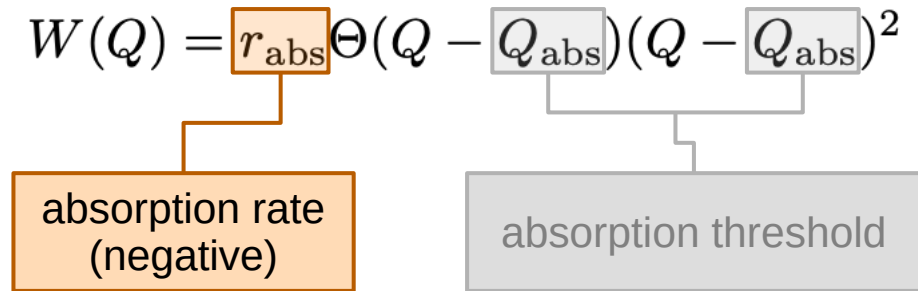 W(Q) = r_abs Θ(Q − Q_abs)(Q − Q_abs)²
absorption rate
(negative)
absorption threshold